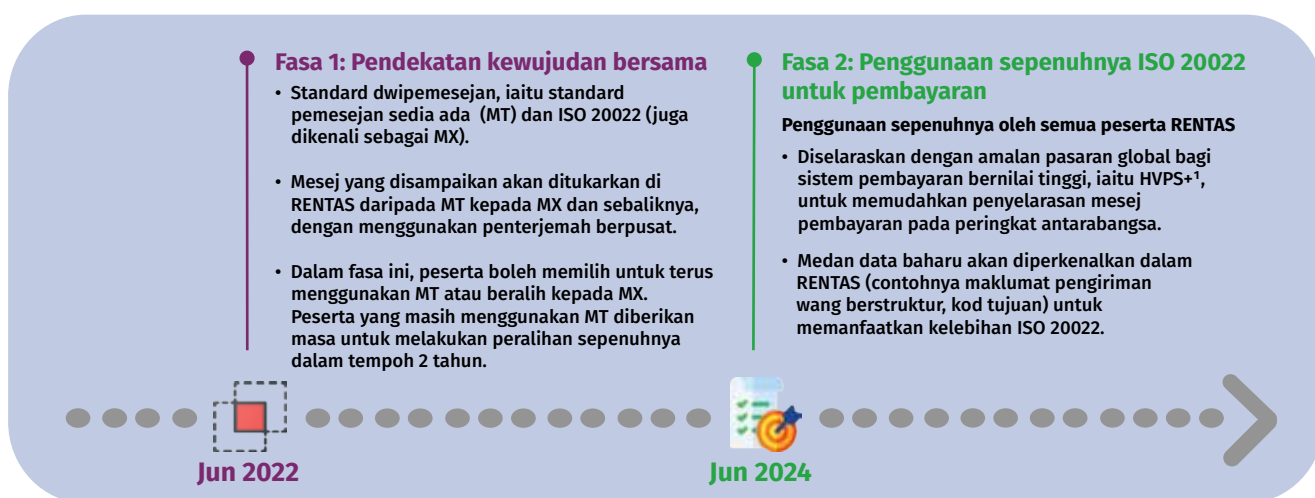 Fasa 1: Pendekatan kewujudan bersama
• Standard dwipemesejan, iaitu standard
pemesejan sedia ada (MT) dan ISO 20022 (juga
dikenali sebagai MX).
• Mesej yang disampaikan akan ditukarkan di
RENTAS daripada MT kepada MX dan sebaliknya,
dengan menggunakan penterjemah berpusat.
• Dalam fasa ini, peserta boleh memilih untuk terus
menggunakan MT atau beralih kepada MX.
Peserta yang masih menggunakan MT diberikan
masa untuk melakukan peralihan sepenuhnya
dalam tempoh 2 tahun.
Fasa 2: Penggunaan sepenuhnya ISO 20022
untuk pembayaran
Penggunaan sepenuhnya oleh semua peserta RENTAS
• Diselaraskan dengan amalan pasaran global bagi
sistem pembayaran bernilai tinggi, iaitu HVPS+¹,
untuk memudahkan penyelarasan mesej
pembayaran pada peringkat antarabangsa.
• Medan data baharu akan diperkenalkan dalam
RENTAS (contohnya maklumat pengiriman
wang berstruktur, kod tujuan) untuk
memanfaatkan kelebihan ISO 20022.
Jun 2022
Jun 2024